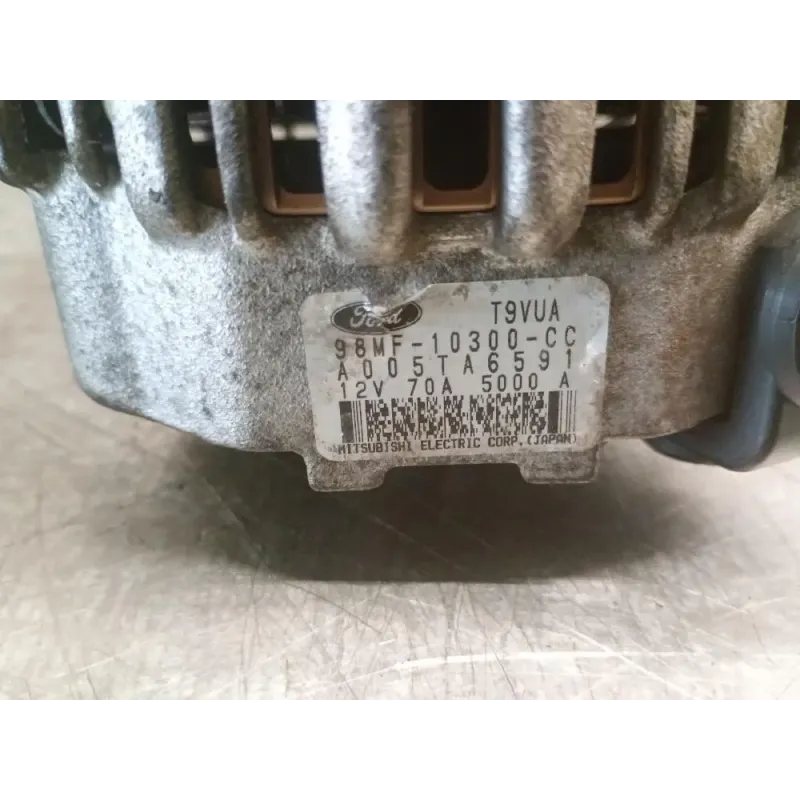 Ford T9VUA
98MF-10300-CC
A005TA6591
12V 70A 5000 A
MITSUBISHI ELECTRIC CORP.(JAPAN)